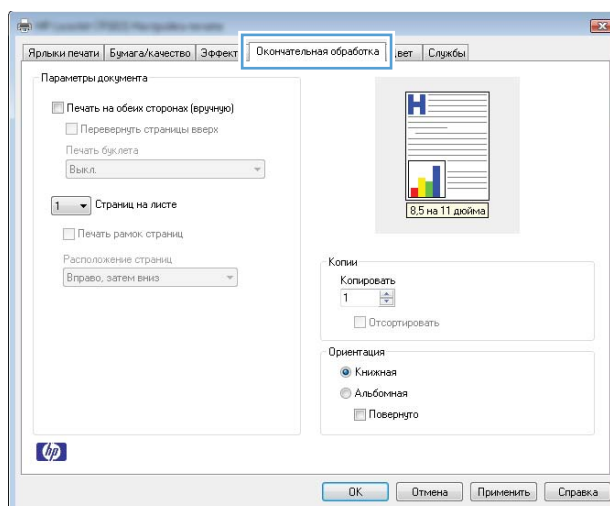 Ярлыки печати
Бумага/качество
Эффект
Окончательная обработка
вет
Службы
Параметры документа
Печать на обеих сторонах (вручную)
Перевернуть страницы вверх
Печать буклета
Выкл.
1
Страниц на листе
Печать рамок страниц
Расположение страниц
Вправо, затем вниз
H
8,5 на 11 дюйма
Копии
Копировать
1
Отсортировать
Ориентация
Книжная
Альбомная
Повернуто
hp
OK
Отмена
Применить
Справка